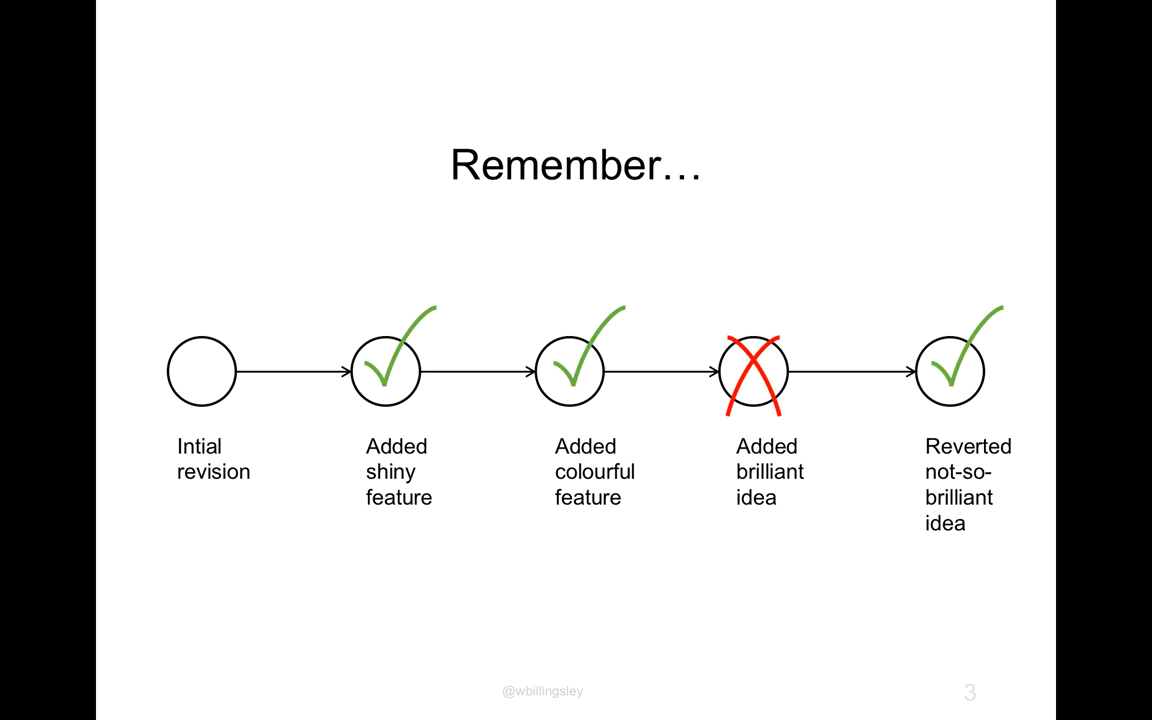 Remember…
Intial
revision
Added
shiny
feature
Added
colourful
feature
Added
brilliant
idea
Reverted
not-so-
brilliant
idea
@wbillingsley
3